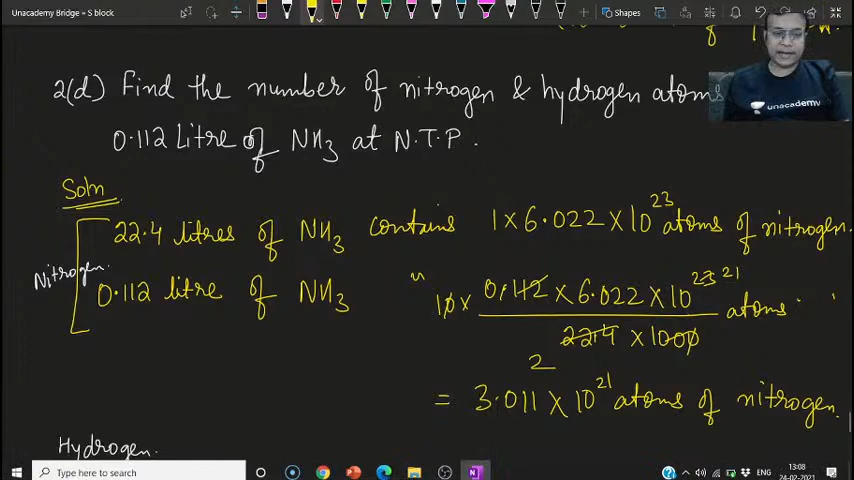 Unacademy Bridge = S block
Shapes
of
2(d) Find the number of nitrogen & hydrogen atoms
unacademy
0.112 Litre of NH3 at N.T.P.
Soln
22.4 litres of NH3 contains 1 × 6.022 × 10^23 atoms of nitrogen.
Nitrogen.
0.112 litre of NH3 " 10 × 0.112 × 6.022 × 10^23 21 atoms " "
22.4 × 1000
2
= 3.011 × 10^21 atoms of nitrogen.
Hydrogen.
Type here to search
ENG
13:08
24-02-2021